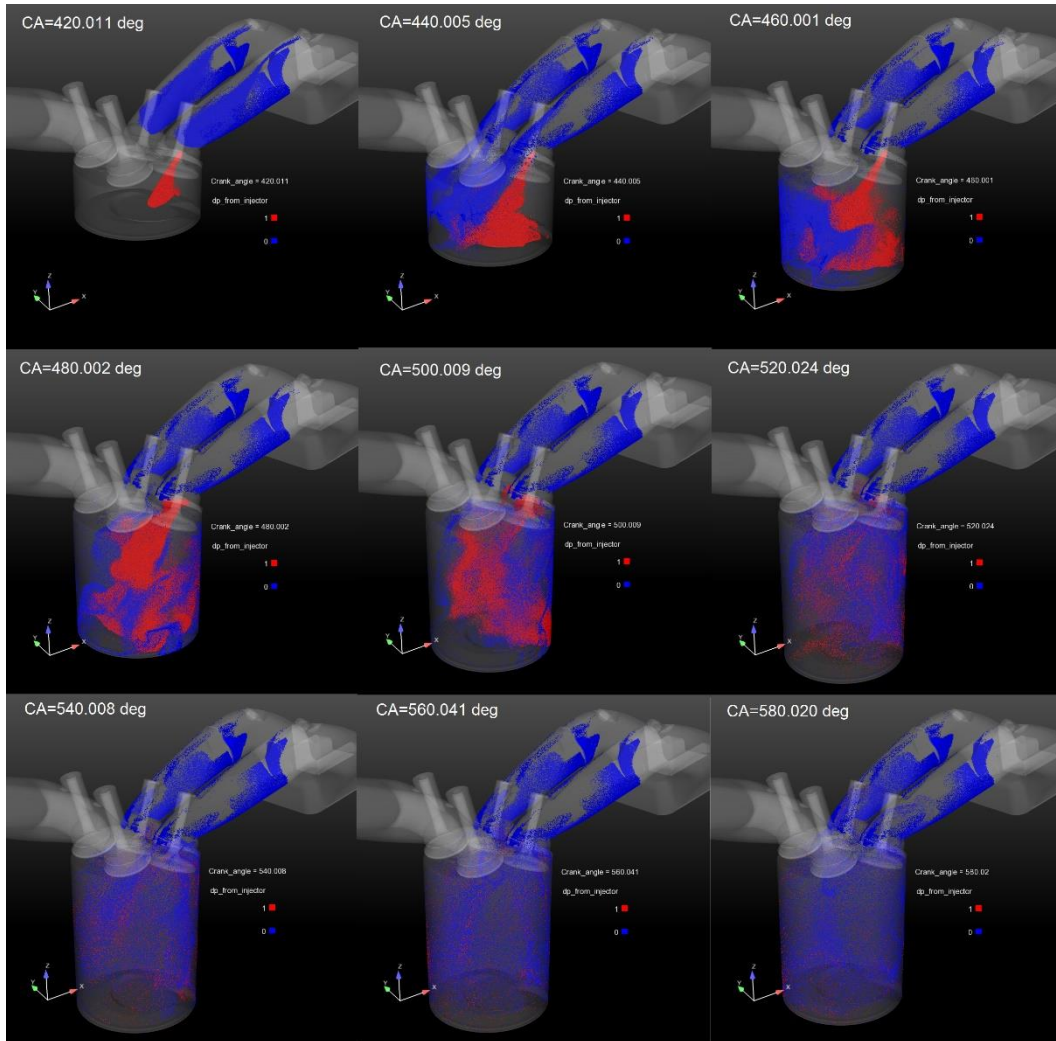 CA=420.011 deg
Crank_angle = 420.011
dp_from_injector
1
0
Z
Y
X
CA=440.005 deg
Crank_angle = 440.005
dp_from_injector
1
0
Z
Y
X
CA=460.001 deg
Crank_angle = 460.001
dp_from_injector
1
0
Z
Y
X
CA=480.002 deg
Crank_angle = 480.002
dp_from_injector
1
0
Z
Y
X
CA=500.009 deg
Crank_angle = 500.009
dp_from_injector
1
0
Z
Y
X
CA=520.024 deg
Crank_angle = 520.024
dp_from_injector
1
0
Z
Y
X
CA=540.008 deg
Crank_angle = 540.008
dp_from_injector
1
0
Z
Y
X
CA=560.041 deg
Crank_angle = 560.041
dp_from_injector
1
0
Z
Y
X
CA=580.020 deg
Crank_angle = 580.02
dp_from_injector
1
0
Z
Y
X